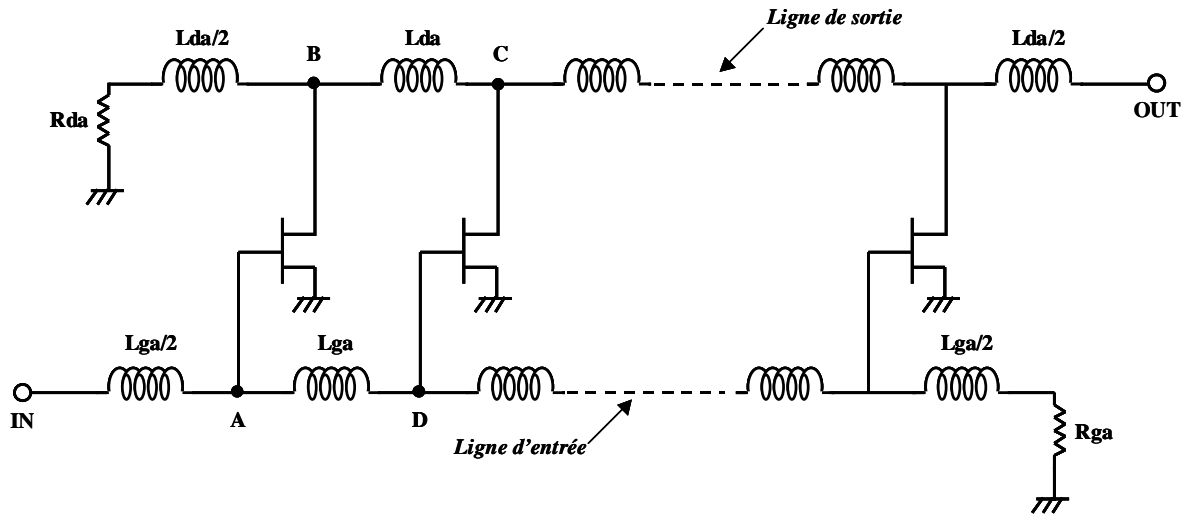 Ligne de sortie
Lda/2
B
Lda
C
Lda/2
Rda
OUT
Lga/2
Lga
Lga/2
IN
A
D
Ligne d'entrée
Rga